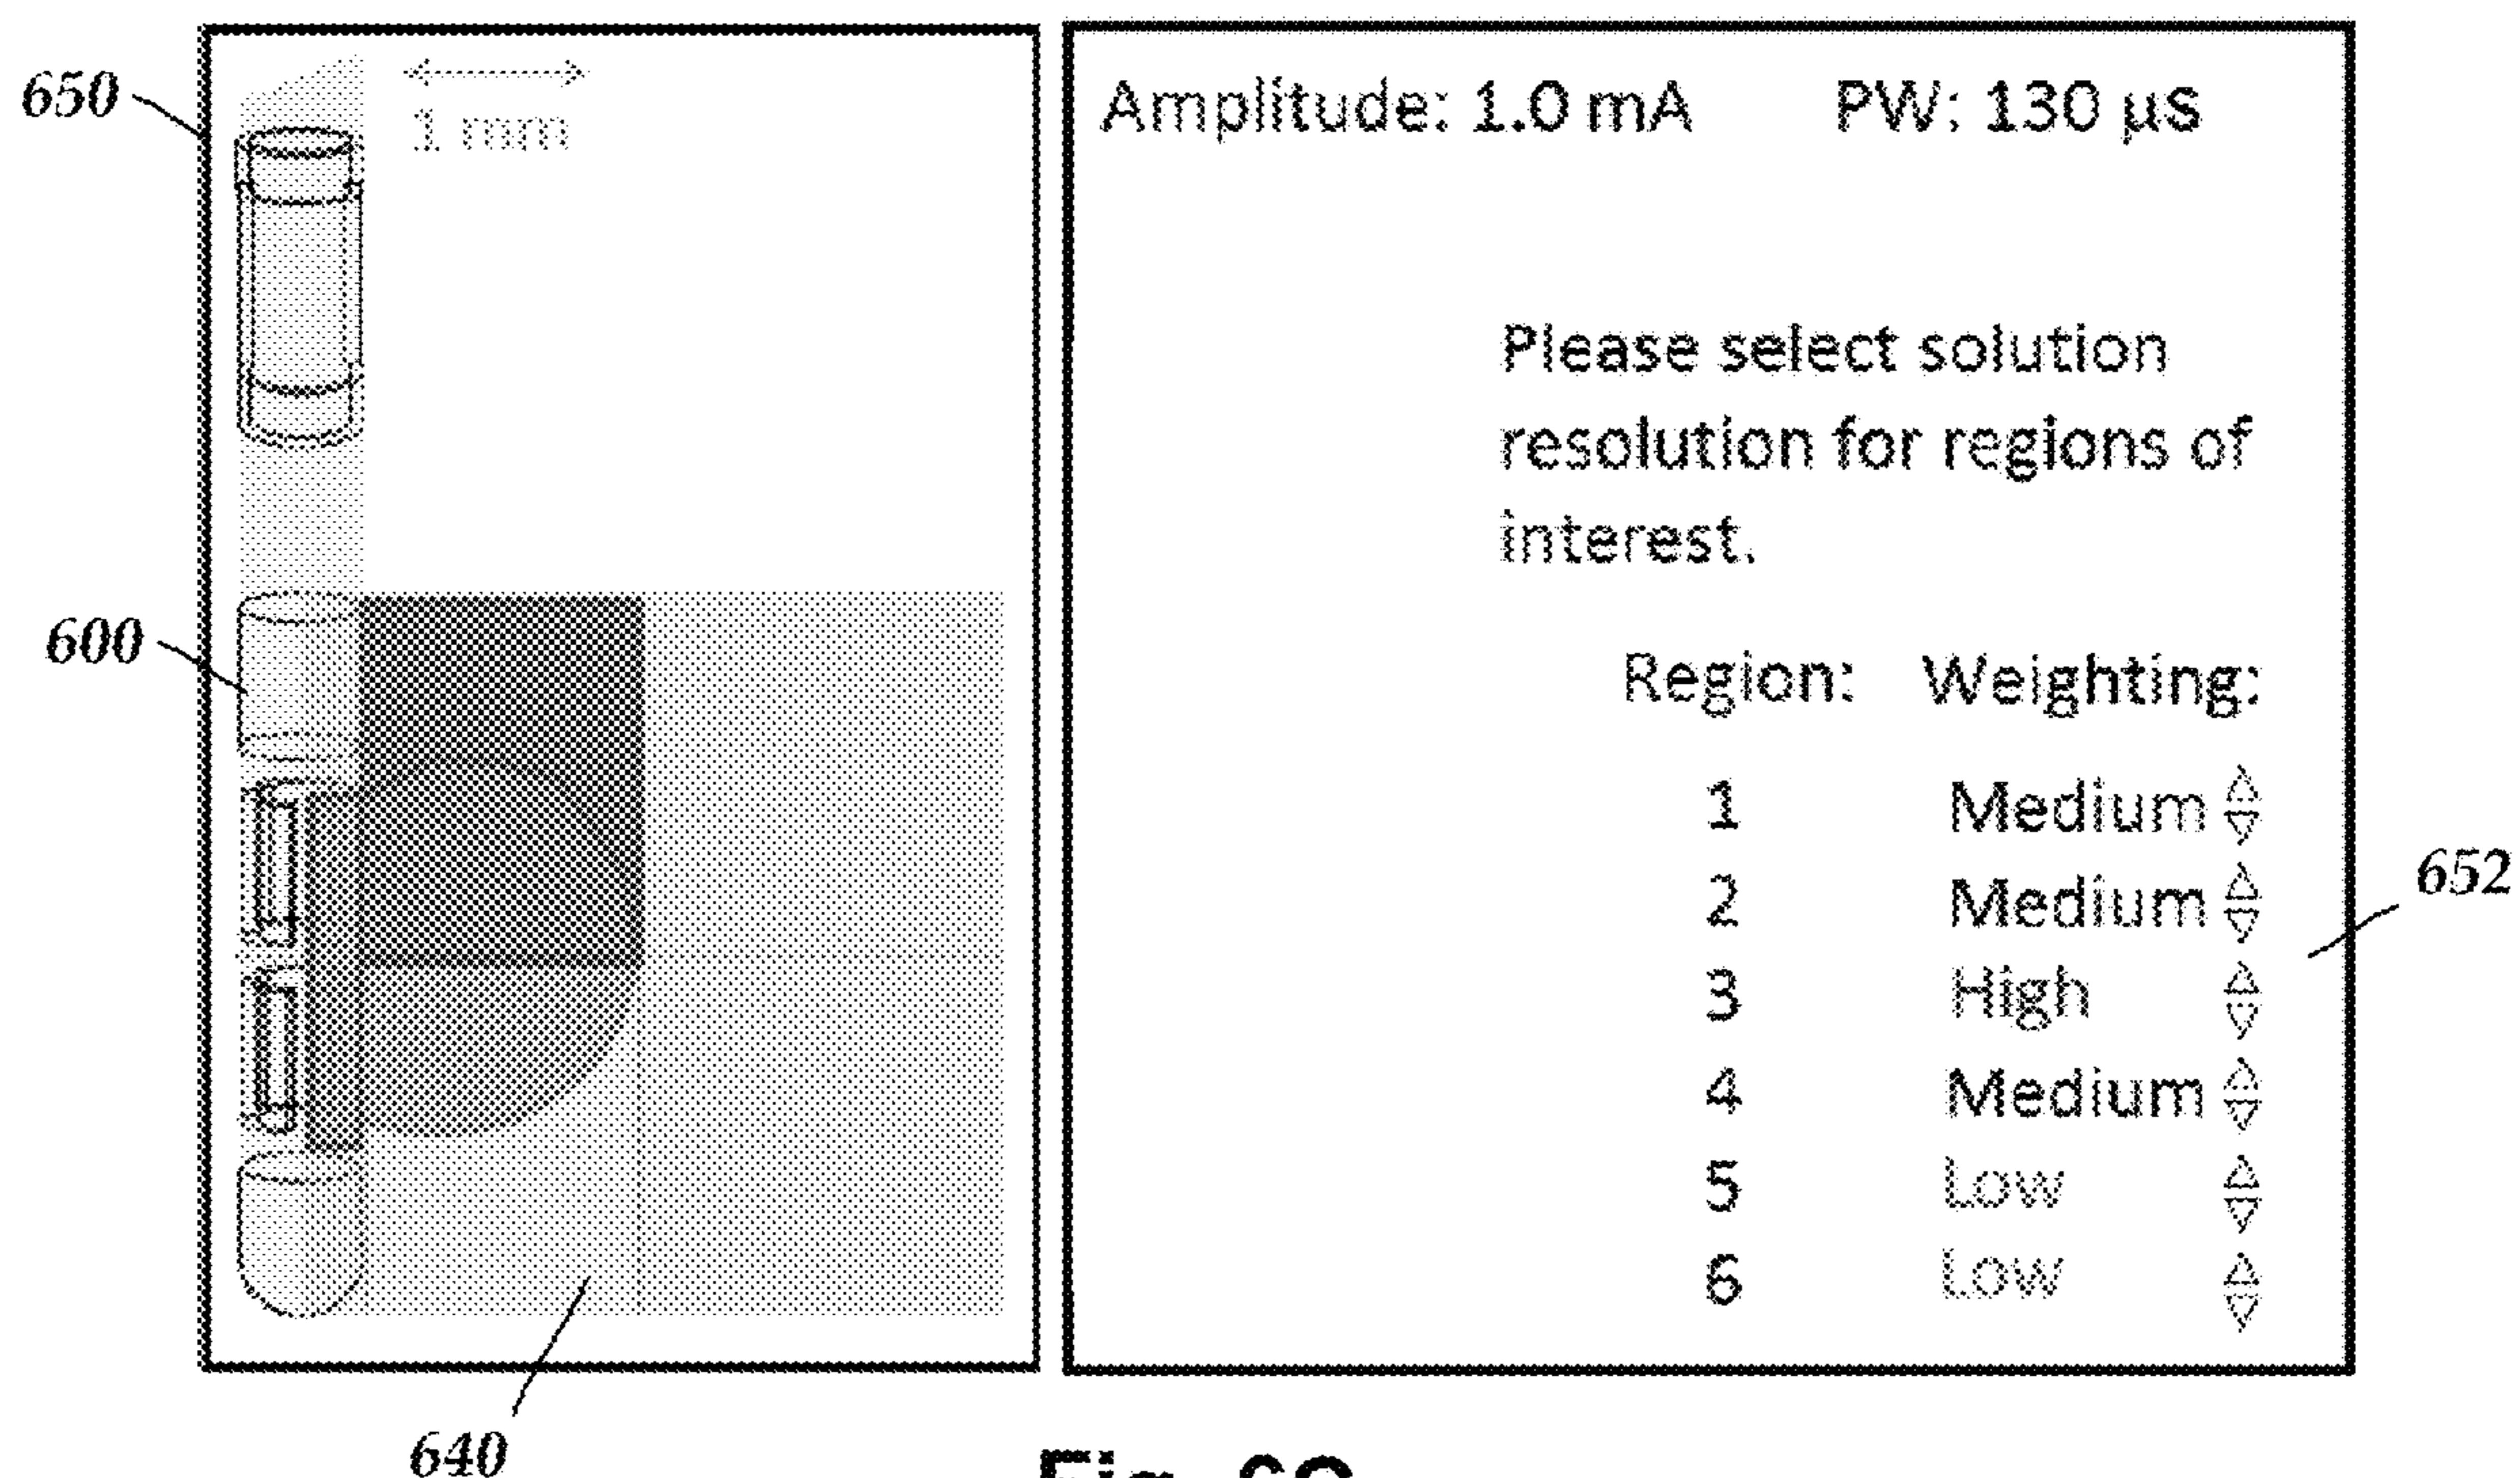 650
1 mm
600
640
Amplitude: 1.0 mA PW: 130 µs
Please select solution
resolution for regions of
interest.
Region: Weighting:
1 Medium
2 Medium
3 High
4 Medium
5 Low
6 Low
652